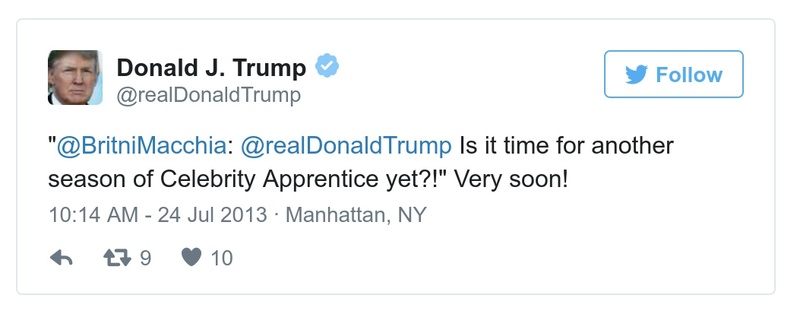 Donald J. Trump
@realDonaldTrump
Follow
"@BritniMacchia: @realDonaldTrump Is it time for another
season of Celebrity Apprentice yet?!" Very soon!
10:14 AM - 24 Jul 2013 · Manhattan, NY
9 10